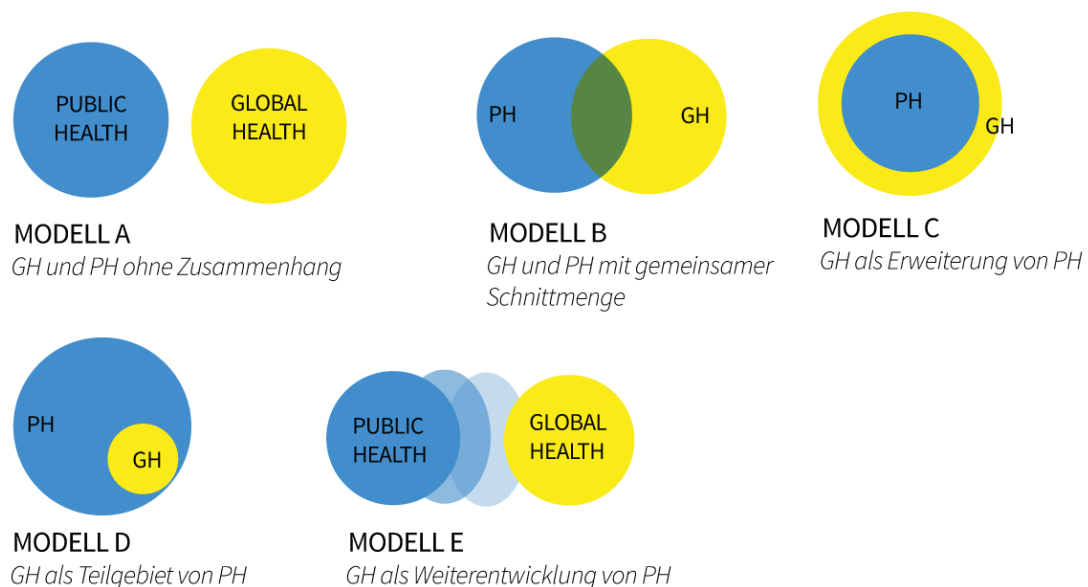 PUBLIC
HEALTH
GLOBAL
HEALTH
MODELL A
GH und PH ohne Zusammenhang
PH
GH
MODELL B
GH und PH mit gemeinsamer
Schnittmenge
PH
GH
MODELL C
GH als Erweiterung von PH
PH
GH
MODELL D
GH als Teilgebiet von PH
PUBLIC
HEALTH
GLOBAL
HEALTH
MODELL E
GH als Weiterentwicklung von PH